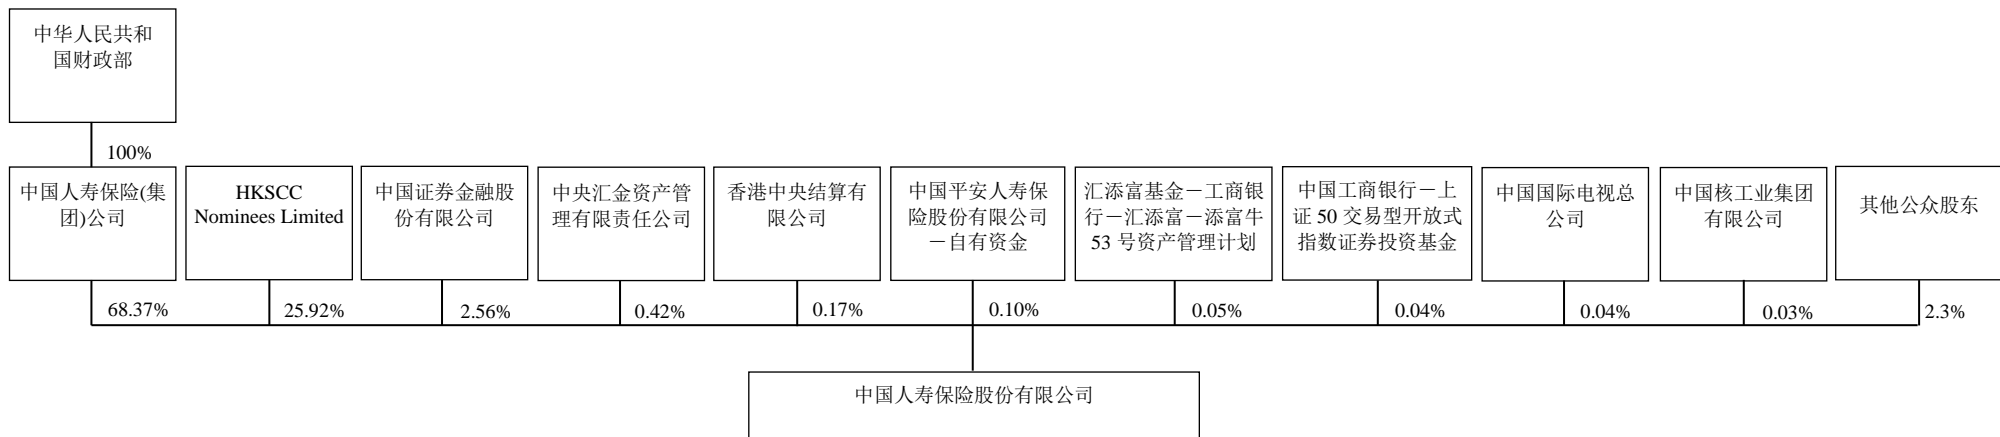 中华人民共和
国财政部
100%
中国人寿保险(集
团)公司
HKSCC
Nominees Limited
中国证券金融股
份有限公司
中央汇金资产管
理有限责任公司
香港中央结算有
限公司
中国平安人寿保
险股份有限公司
－自有资金
汇添富基金－工商银
行－汇添富－添富牛
53 号资产管理计划
中国工商银行－上
证 50 交易型开放式
指数证券投资基金
中国国际电视总
公司
中国核工业集团
有限公司
其他公众股东
68.37%
25.92%
2.56%
0.42%
0.17%
0.10%
0.05%
0.04%
0.04%
0.03%
2.3%
中国人寿保险股份有限公司